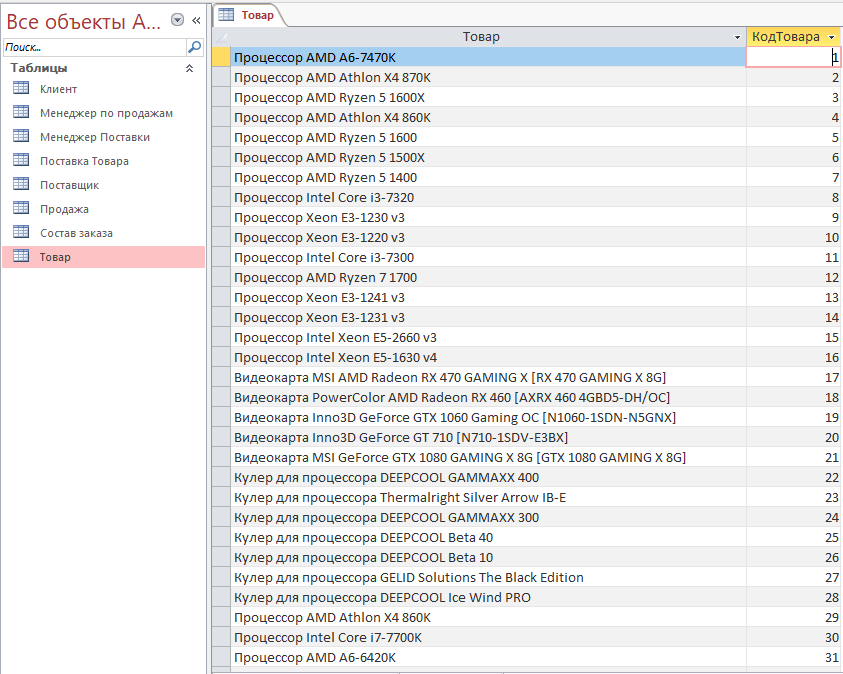 Все объекты A...
Поиск...
Таблицы
Клиент
Менеджер по продажам
Менеджер Поставки
Поставка Товара
Поставщик
Продажа
Состав заказа
Товар
Товар
Товар КодТовара
Процессор AMD A6-7470K 1
Процессор AMD Athlon X4 870K 2
Процессор AMD Ryzen 5 1600X 3
Процессор AMD Athlon X4 860K 4
Процессор AMD Ryzen 5 1600 5
Процессор AMD Ryzen 5 1500X 6
Процессор AMD Ryzen 5 1400 7
Процессор Intel Core i3-7320 8
Процессор Xeon E3-1230 v3 9
Процессор Xeon E3-1220 v3 10
Процессор Intel Core i3-7300 11
Процессор AMD Ryzen 7 1700 12
Процессор Xeon E3-1241 v3 13
Процессор Xeon E3-1231 v3 14
Процессор Intel Xeon E5-2660 v3 15
Процессор Intel Xeon E5-1630 v4 16
Видеокарта MSI AMD Radeon RX 470 GAMING X [RX 470 GAMING X 8G] 17
Видеокарта PowerColor AMD Radeon RX 460 [AXRX 460 4GBD5-DH/OC] 18
Видеокарта Inno3D GeForce GTX 1060 Gaming OC [N1060-1SDN-N5GNX] 19
Видеокарта Inno3D GeForce GT 710 [N710-1SDV-E3BX] 20
Видеокарта MSI GeForce GTX 1080 GAMING X 8G [GTX 1080 GAMING X 8G] 21
Кулер для процессора DEEPCOOL GAMMAXX 400 22
Кулер для процессора Thermalright Silver Arrow IB-E 23
Кулер для процессора DEEPCOOL GAMMAXX 300 24
Кулер для процессора DEEPCOOL Beta 40 25
Кулер для процессора DEEPCOOL Beta 10 26
Кулер для процессора GELID Solutions The Black Edition 27
Кулер для процессора DEEPCOOL Ice Wind PRO 28
Процессор AMD Athlon X4 860K 29
Процессор Intel Core i7-7700K 30
Процессор AMD A6-6420K 31